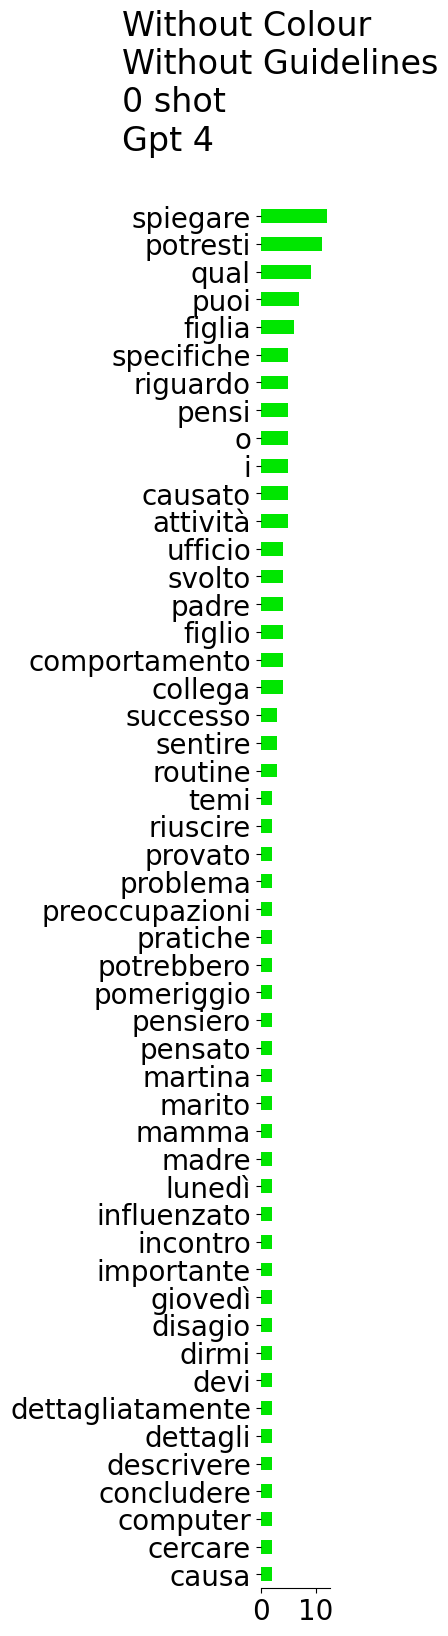 Without Colour
Without Guidelines
0 shot
Gpt 4
spiegare
potresti
qual
puoi
figlia
specifiche
riguardo
pensi
o
i
causato
attività
ufficio
svolto
padre
figlio
comportamento
collega
successo
sentire
routine
temi
riuscire
provato
problema
preoccupazioni
pratiche
potrebbero
pomeriggio
pensiero
pensato
martina
marito
mamma
madre
lunedì
influenzato
incontro
importante
giovedì
disagio
dirmi
devi
dettagliatamente
dettagli
descrivere
concludere
computer
cercare
causa
0 10